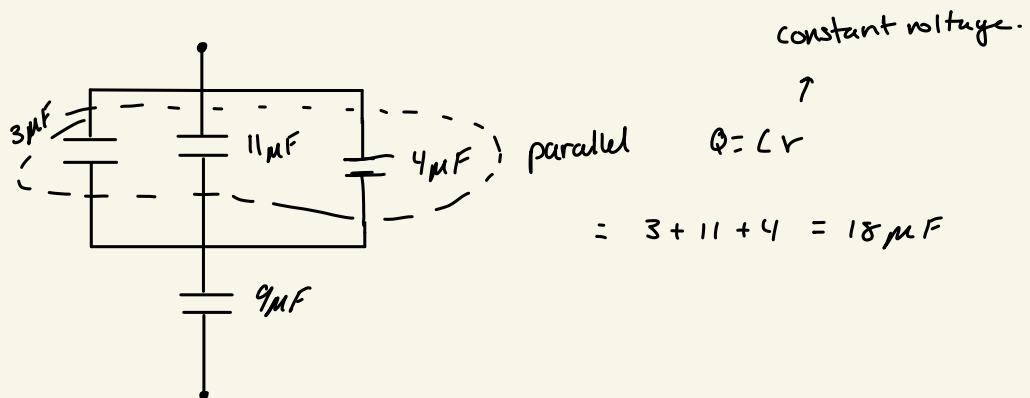 constant voltage.
↑
Q = CV
3μF
11μF
4μF
parallel
= 3 + 11 + 4 = 18μF
9μF